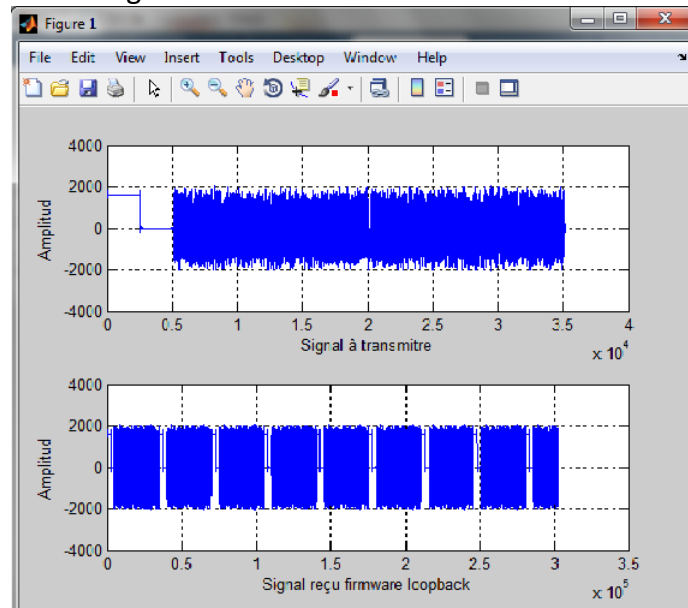 Figure 1
File Edit View Insert Tools Desktop Window Help
4000
2000
0
-2000
-4000
Amplitud
0 0.5 1 1.5 2 2.5 3 3.5 4
Signal à transmitre
x 10^4
4000
2000
0
-2000
-4000
Amplitud
0 0.5 1 1.5 2 2.5 3 3.5
Signal reçu firmware loopback
x 10^5